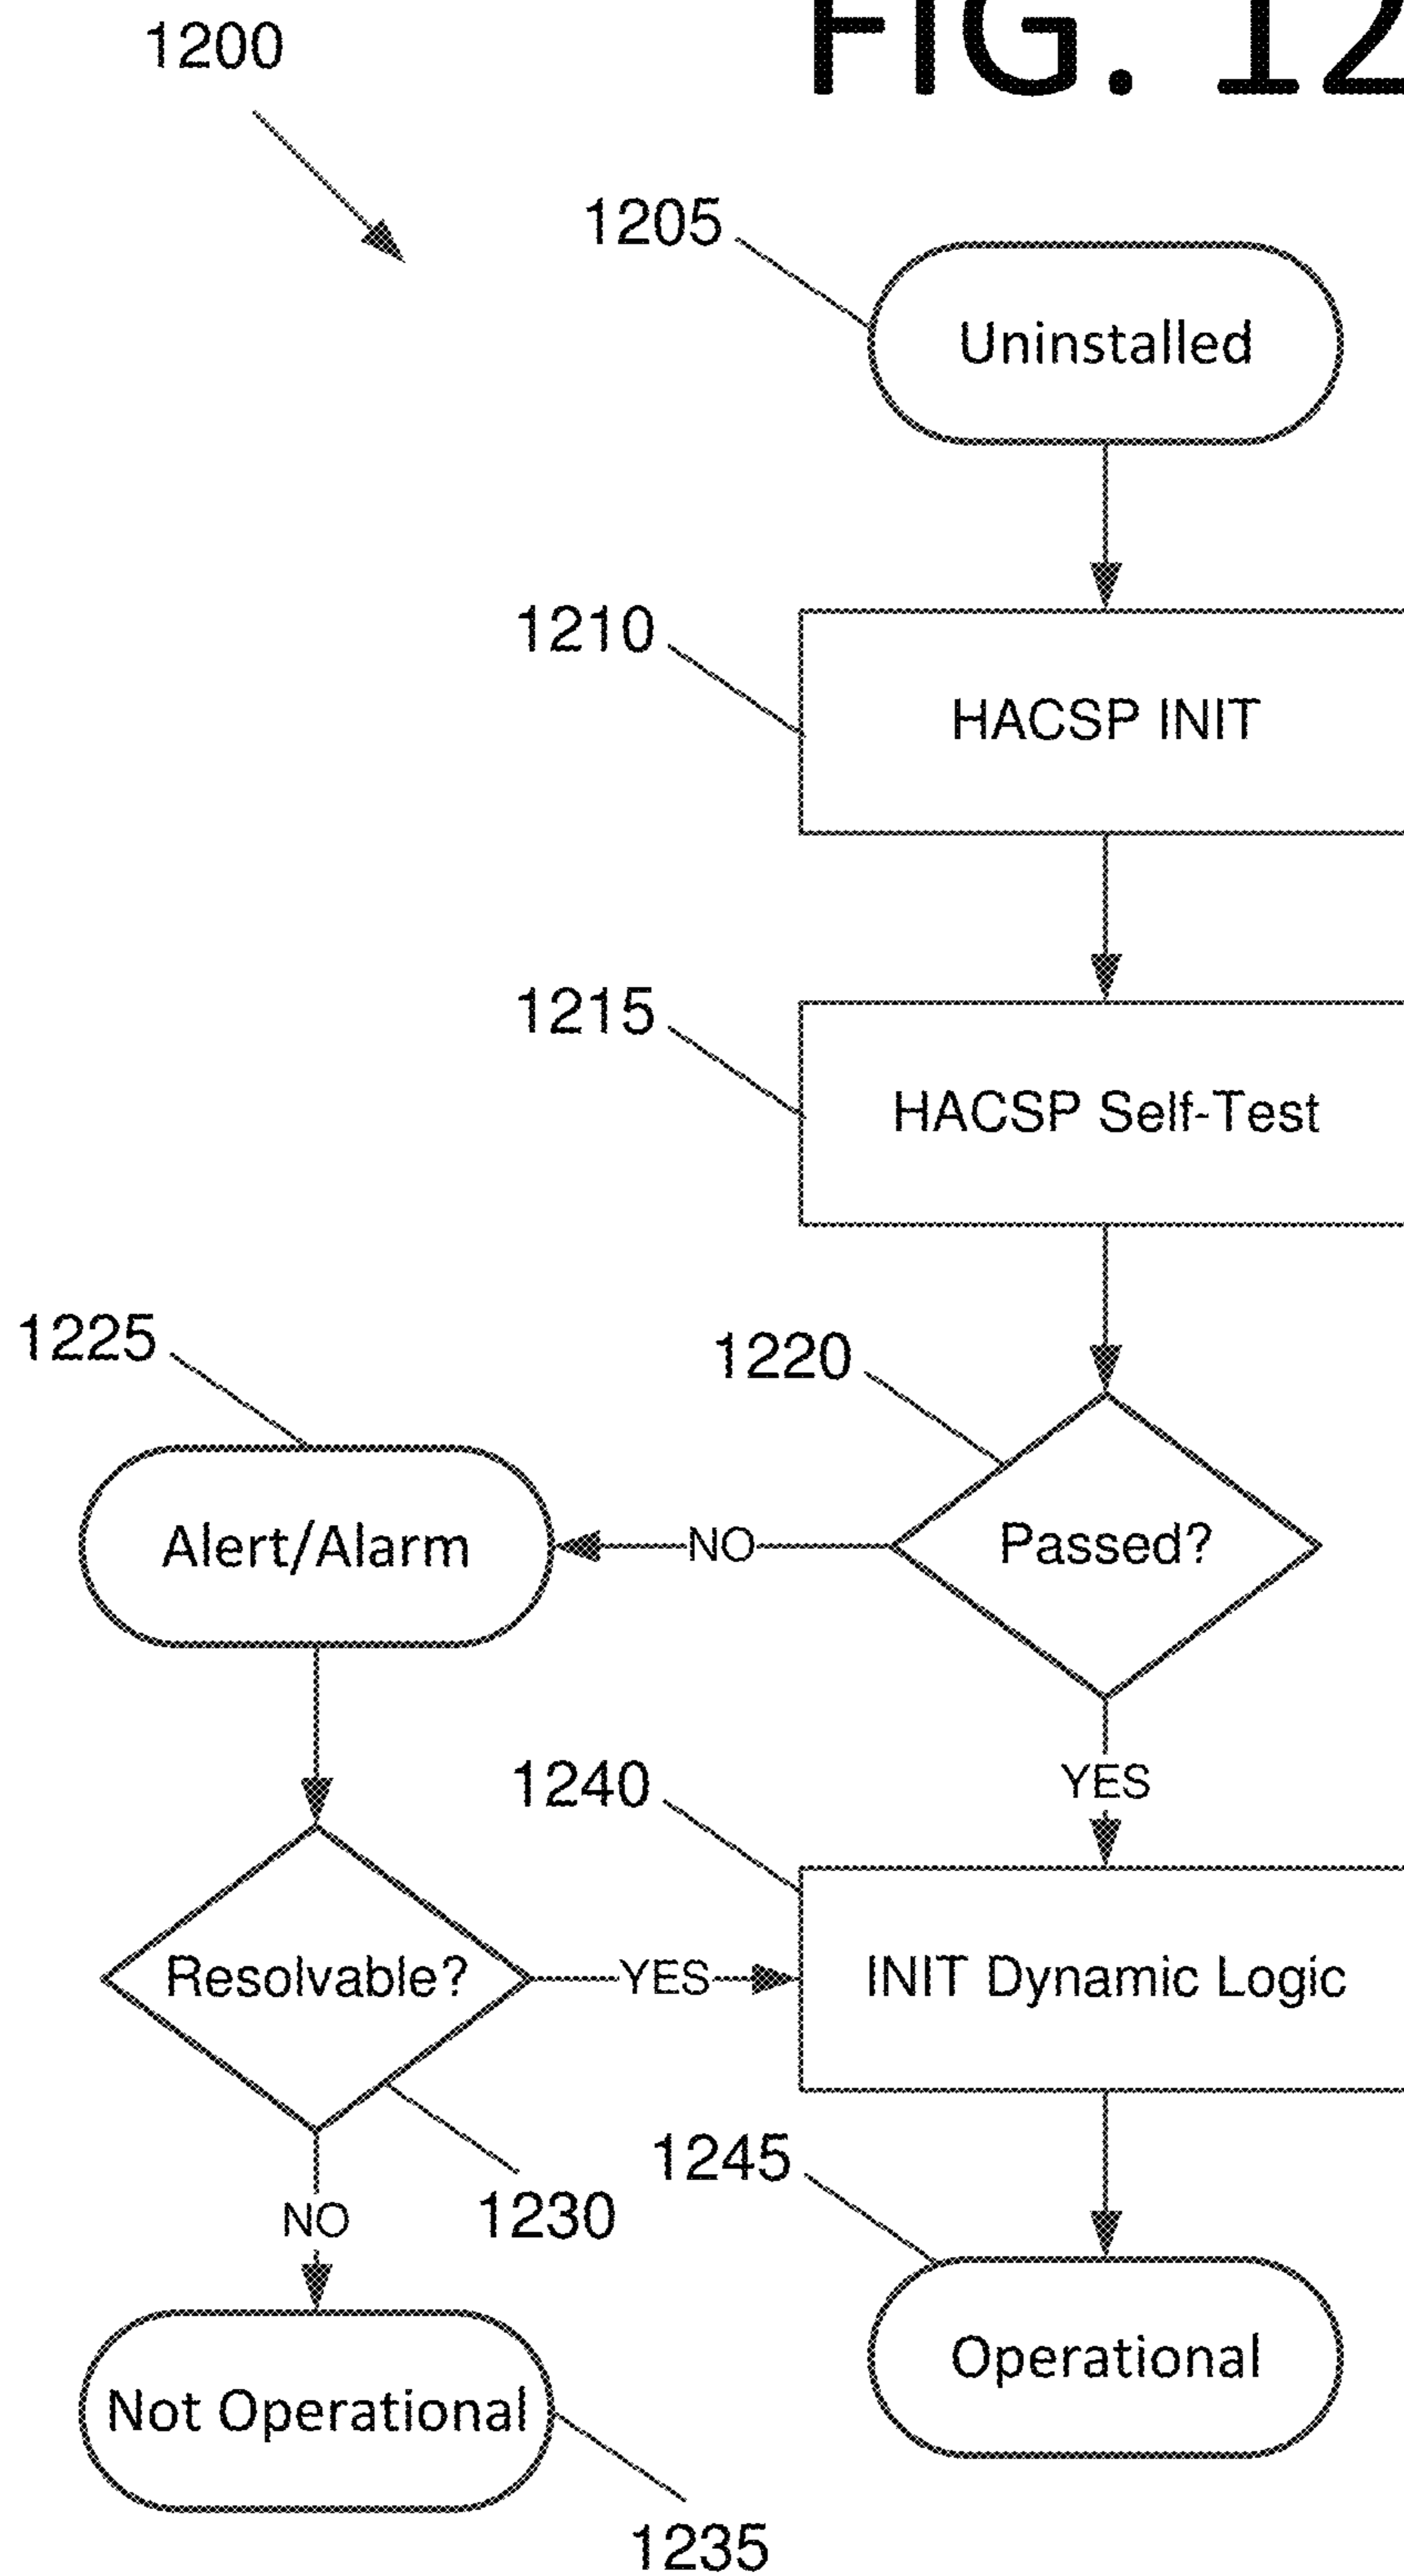 FIG. 12
1200
1205
Uninstalled
1210
HACSP INIT
1215
HACSP Self-Test
1225
1220
Alert/Alarm
NO
Passed?
YES
1240
Resolvable?
YES
INIT Dynamic Logic
1230
NO
1245
Operational
Not Operational
1235